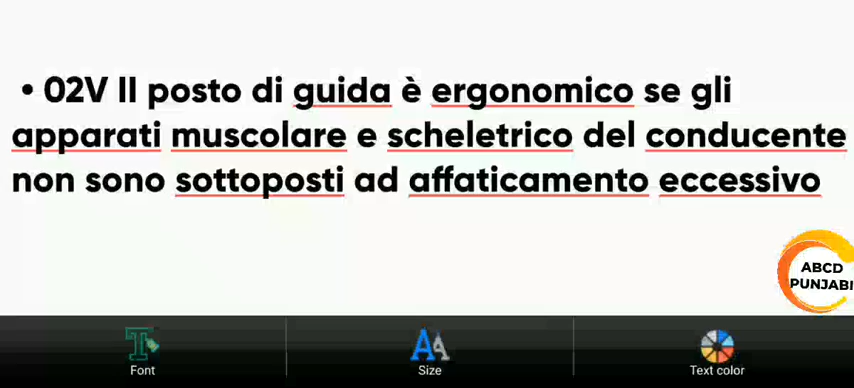 • 02V Il posto di guida è ergonomico se gli
apparati muscolare e scheletrico del conducente
non sono sottoposti ad affaticamento eccessivo
ABCD
PUNJABI
Font
Size
Text color